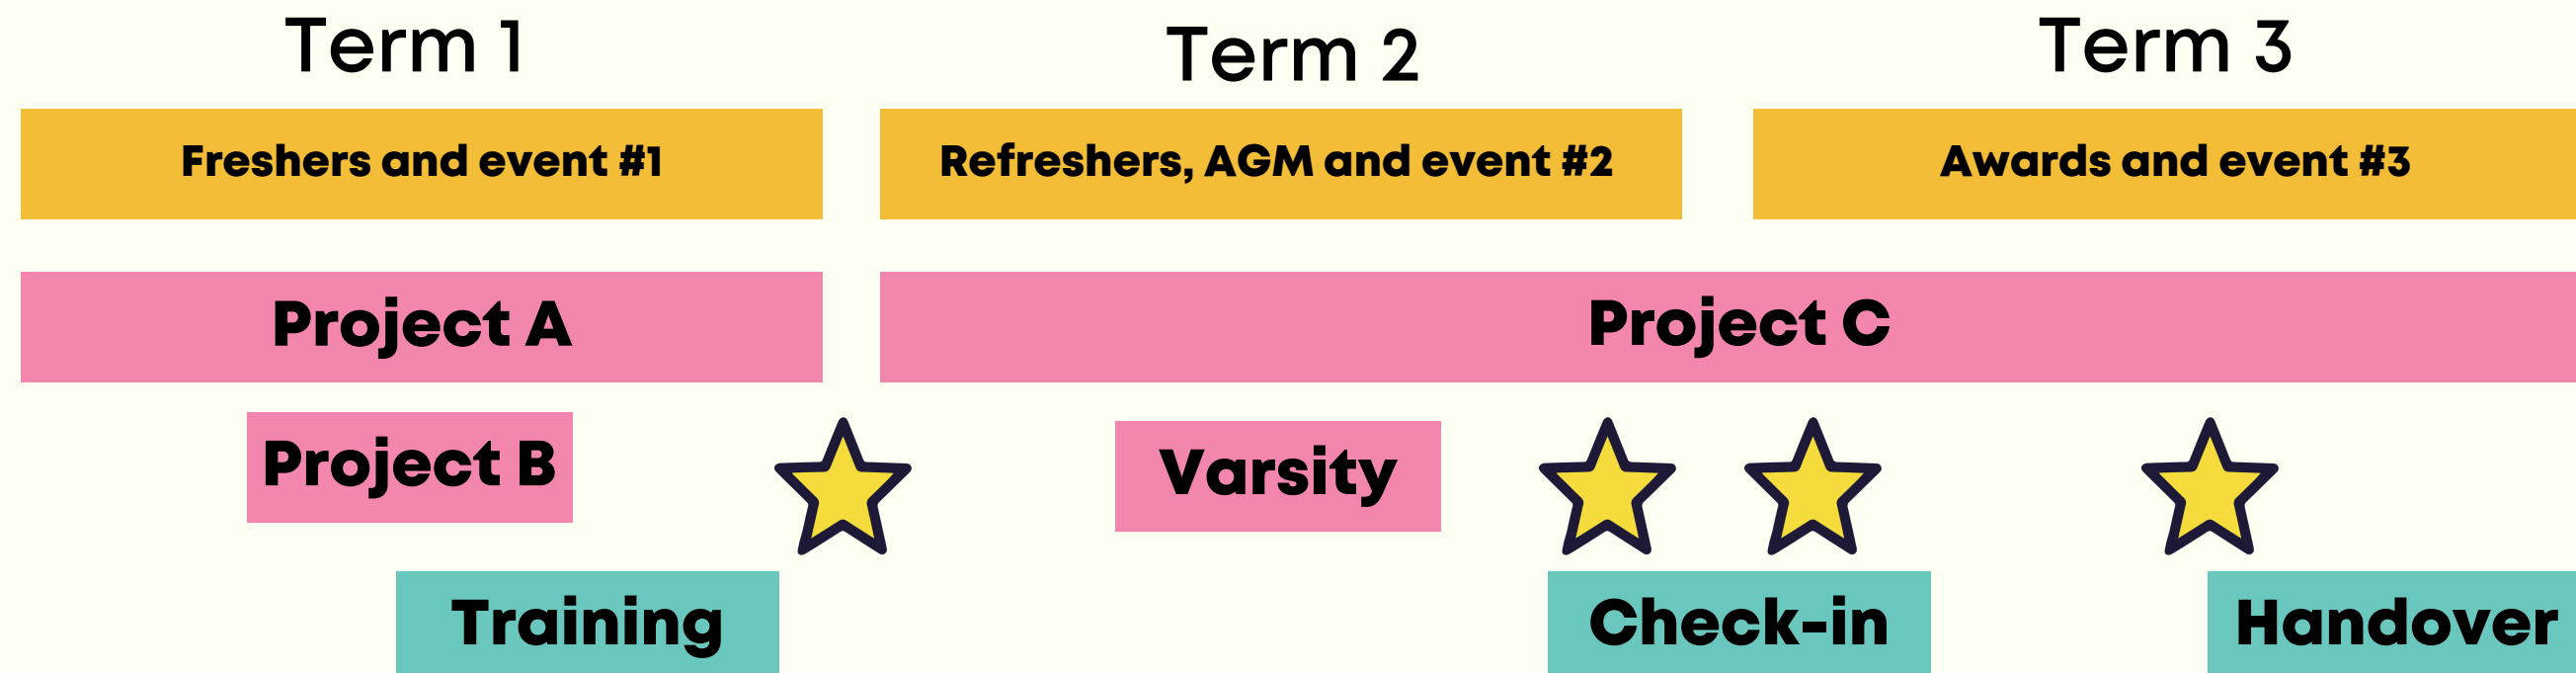 Term 1
Term 2
Term 3
Freshers and event #1
Refreshers, AGM and event #2
Awards and event #3
Project A
Project C
Project B
Varsity
Training
Check-in
Handover